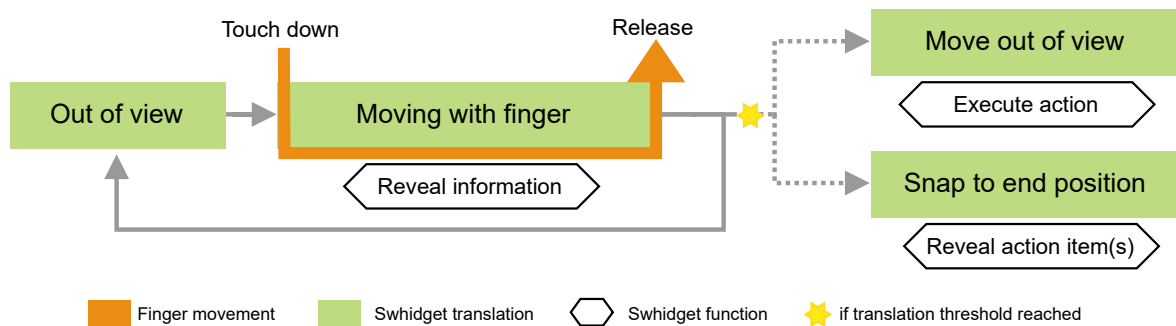 Touch down
Release
Move out of view
Execute action
Out of view
Moving with finger
Reveal information
Snap to end position
Reveal action item(s)
Finger movement
Swhidget translation
Swhidget function
if translation threshold reached